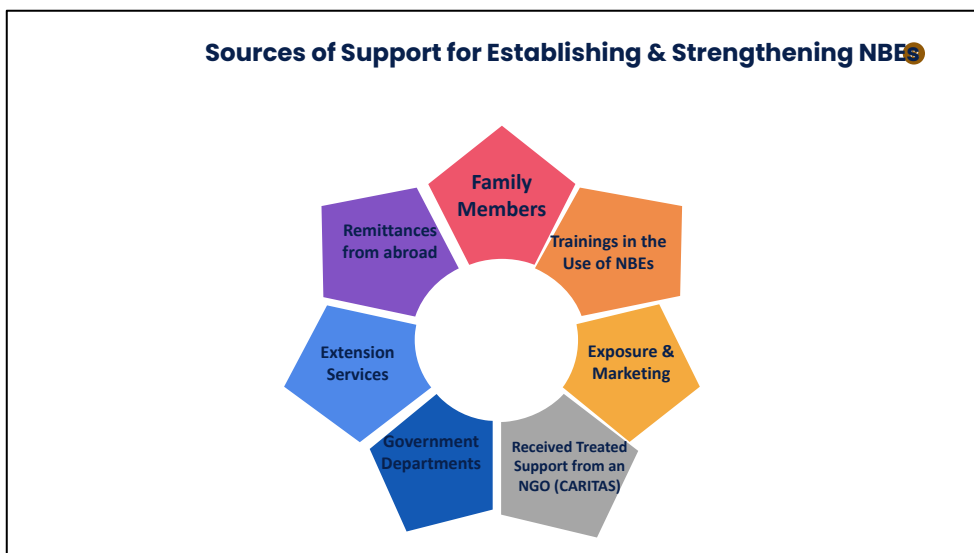 Sources of Support for Establishing & Strengthening NBEs
Family
Members
Trainings in the
Use of NBEs
Exposure &
Marketing
Received Treated
Support from an
NGO (CARITAS)
Government
Departments
Extension
Services
Remittances
from abroad